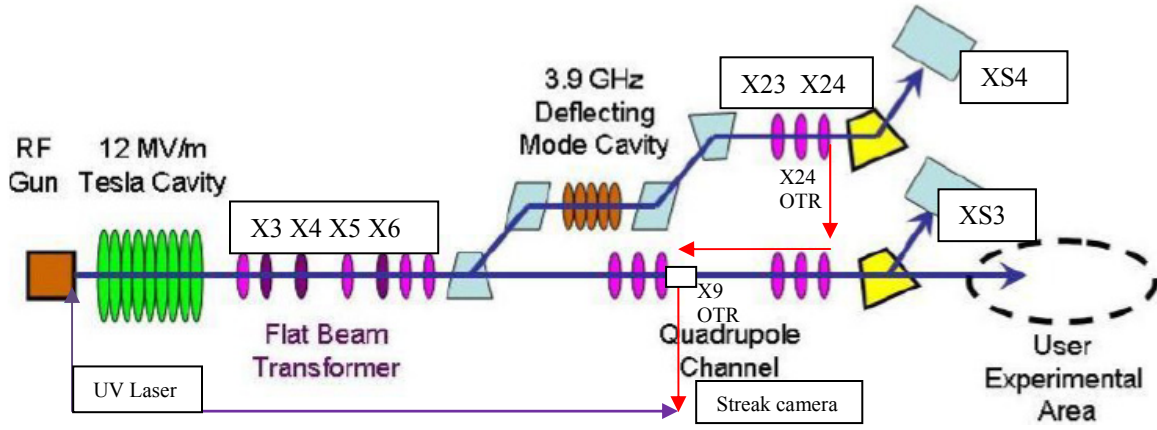 RF
Gun
12 MV/m
Tesla Cavity
X3 X4 X5 X6
Flat Beam
Transformer
3.9 GHz
Deflecting
Mode Cavity
X23 X24
XS4
X24
OTR
XS3
X9
OTR
Quadrupole
Channel
User
Experimental
Area
UV Laser
Streak camera